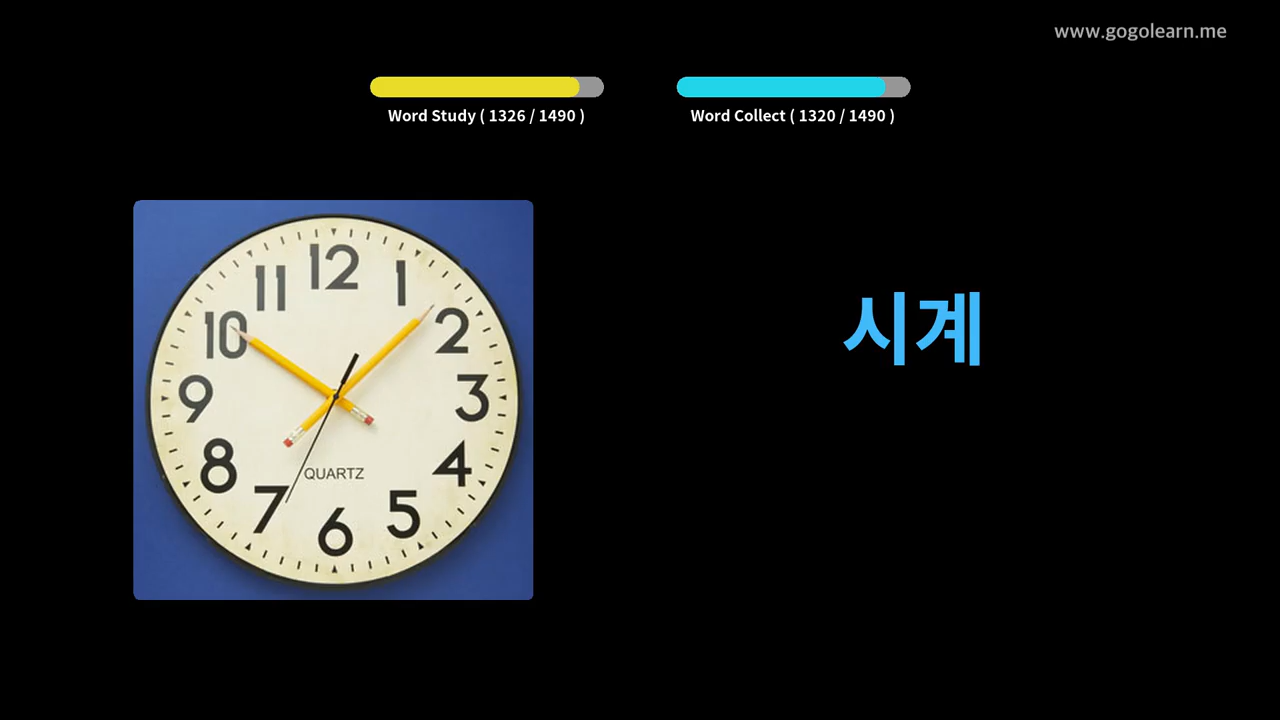 www.gogolearn.me
Word Study ( 1326 / 1490 )
Word Collect ( 1320 / 1490 )
12
11
1
10
2
9
3
8
4
7
5
6
QUARTZ
시계